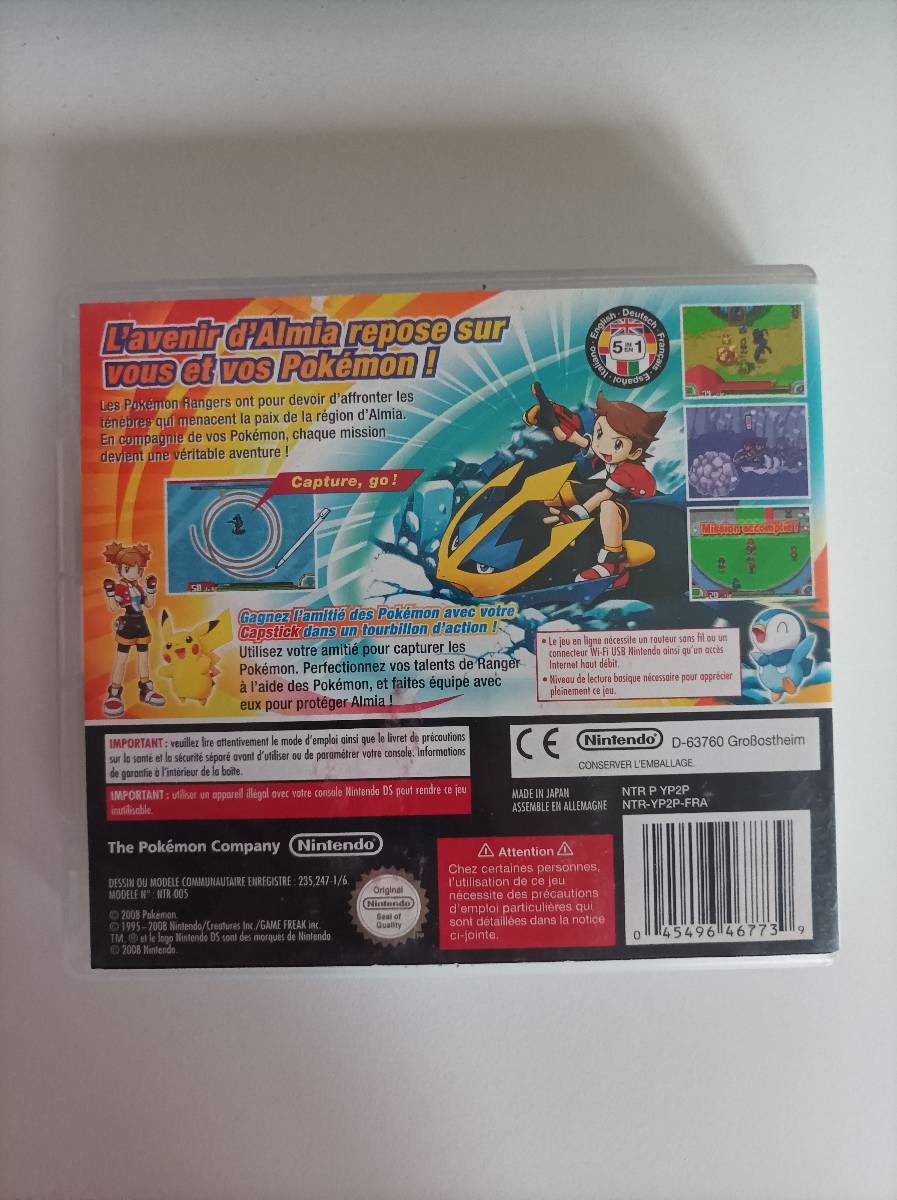 L'avenir d'Almia repose sur
vous et vos Pokémon !
Les Pokémon Rangers ont pour devoir d'affronter les
ténèbres qui menacent la paix de la région d'Almia.
En compagnie de vos Pokémon, chaque mission
devient une véritable aventure !
English · Deutsch · Français · Español · Italiano
5 IN EN 1
Capture, go !
58
Mission accomplie !
Gagnez l'amitié des Pokémon avec votre
Capstick dans un tourbillon d'action !
Utilisez votre amitié pour capturer les
Pokémon. Perfectionnez vos talents de Ranger
à l'aide des Pokémon, et faites équipe avec
eux pour protéger Almia !
• Le jeu en ligne nécessite un routeur sans fil ou un
connecteur Wi-Fi USB Nintendo ainsi qu'un accès
Internet haut débit.
• Niveau de lecture basique nécessaire pour apprécier
pleinement ce jeu.
IMPORTANT : veuillez lire attentivement le mode d'emploi ainsi que le livret de précautions
sur la santé et la sécurité séparé avant d'utiliser ou de paramétrer votre console. Informations
de garantie à l'intérieur de la boîte.
IMPORTANT : utiliser un appareil illégal avec votre console Nintendo DS peut rendre ce jeu
inutilisable.
CE Nintendo D-63760 Großostheim
CONSERVER L'EMBALLAGE.
MADE IN JAPAN
ASSEMBLE EN ALLEMAGNE
NTR P YP2P
NTR-YP2P-FRA
The Pokémon Company Nintendo
DESSIN OU MODELE COMMUNAUTAIRE ENREGISTRE : 235,247-1/6.
MODELE N° : NTR-005
© 2008 Pokémon.
© 1995–2008 Nintendo/Creatures Inc./GAME FREAK inc.
TM, ® et le logo Nintendo DS sont des marques de Nintendo.
© 2008 Nintendo.
Original
Nintendo
Seal of
Quality
TM
Attention
Chez certaines personnes,
l'utilisation de ce jeu
nécessite des précautions
d'emploi particulières qui
sont détaillées dans la notice
ci-jointe.
0 45496 46773 9